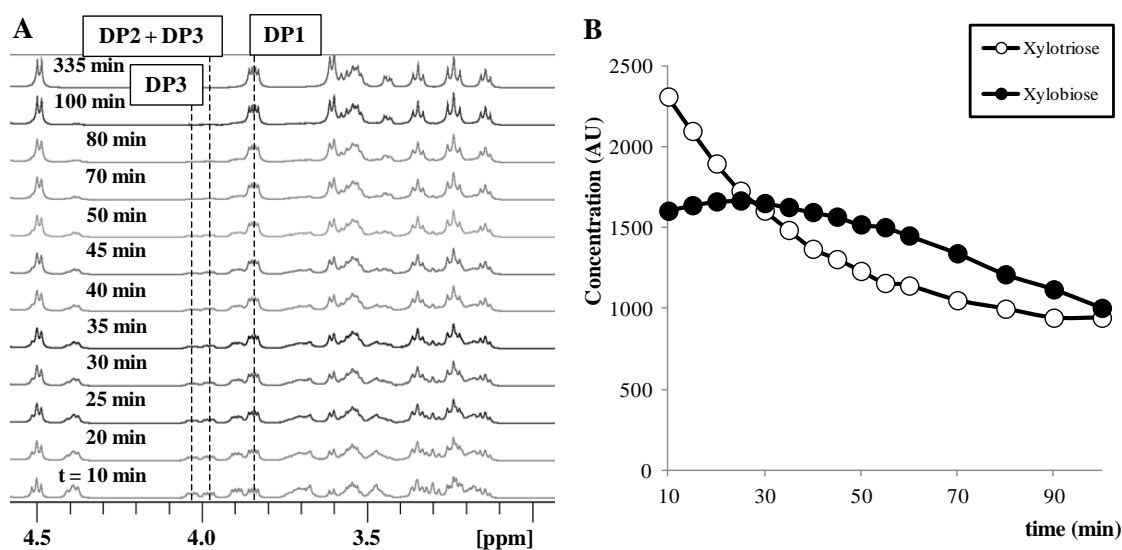 A
DP2 + DP3
DP1
DP3
335 min
100 min
80 min
70 min
50 min
45 min
40 min
35 min
30 min
25 min
20 min
t = 10 min
4.5 4.0 3.5 [ppm]
B
Xylotriose
Xylobiose
Concentration (AU)
2500
2000
1500
1000
500
0
10 30 50 70 90
time (min)